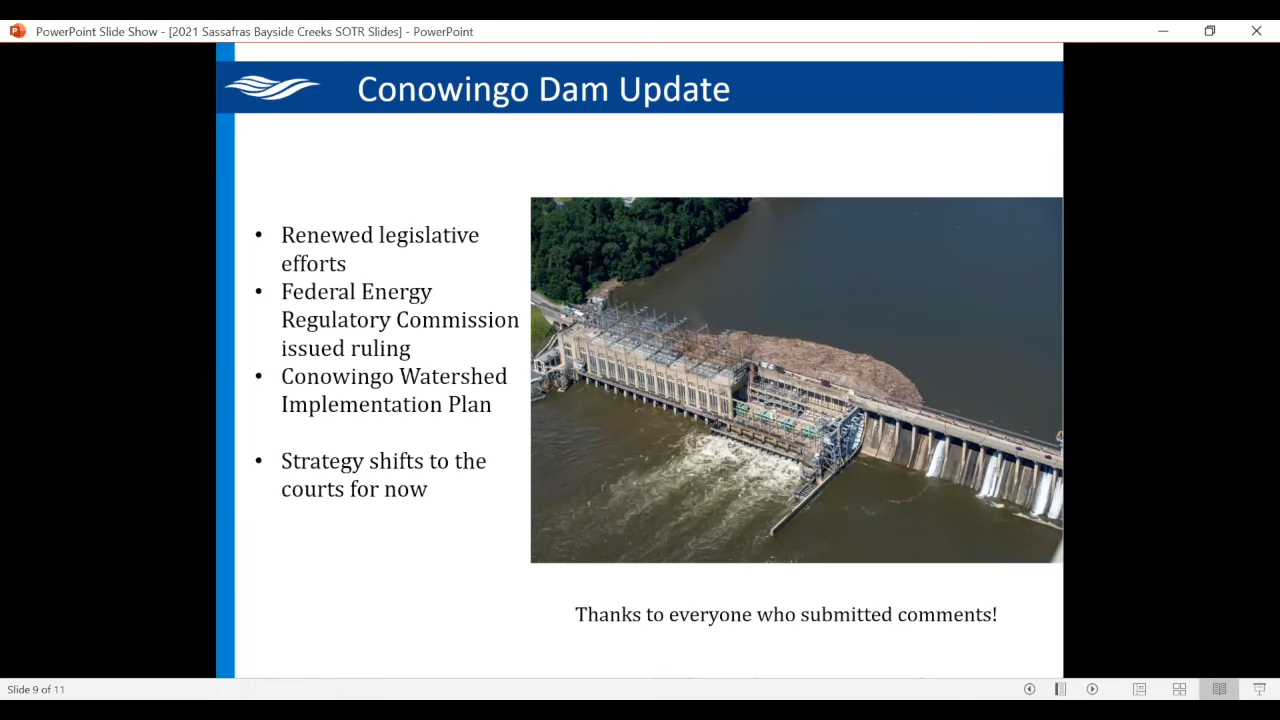 PowerPoint Slide Show - [2021 Sassafras Bayside Creeks SOTR Slides] - PowerPoint
Conowingo Dam Update
• Renewed legislative
efforts
• Federal Energy
Regulatory Commission
issued ruling
• Conowingo Watershed
Implementation Plan
• Strategy shifts to the
courts for now
Thanks to everyone who submitted comments!
Slide 9 of 11